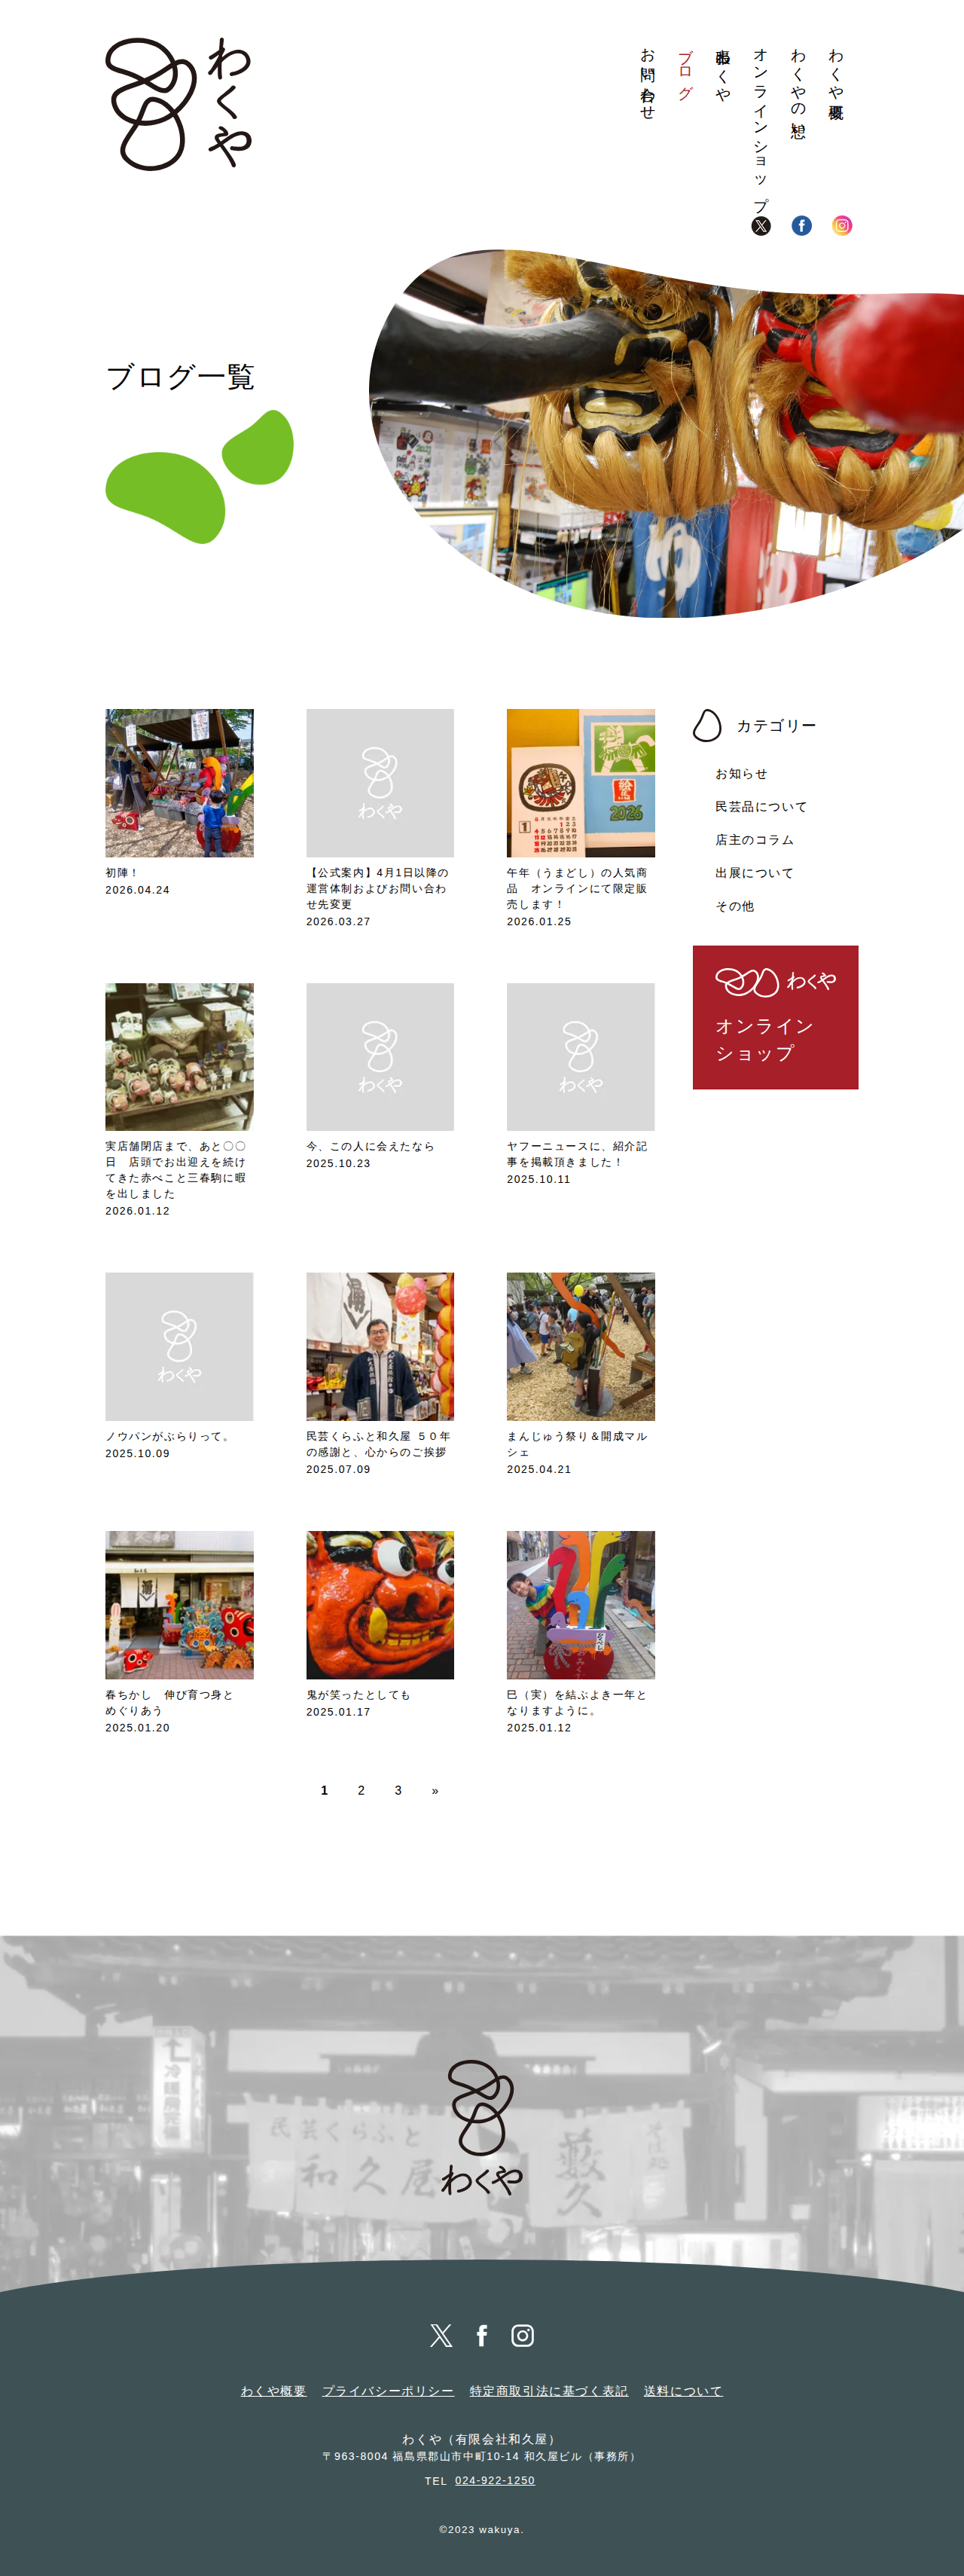 わくや
わくや概要
わくやの想い
オンラインショップ
出張わくや
ブログ
お問い合わせ
ブログ一覧
初陣！
2026.04.24
わくや
【公式案内】4月1日以降の
運営体制およびお問い合わ
せ先変更
2026.03.27
午年（うまどし）の人気商
品　オンラインにて限定販
売します！
2026.01.25
カテゴリー
お知らせ
民芸品について
店主のコラム
出展について
その他
わくや
オンライン
ショップ
実店舗閉店まで、あと〇〇
日　店頭でお出迎えを続け
てきた赤べこと三春駒に暇
を出しました
2026.01.12
わくや
今、この人に会えたなら
2025.10.23
わくや
ヤフーニュースに、紹介記
事を掲載頂きました！
2025.10.11
わくや
ノウパンがぶらりって。
2025.10.09
民芸くらふと和久屋 ５０年
の感謝と、心からのご挨拶
2025.07.09
まんじゅう祭り＆開成マル
シェ
2025.04.21
春ちかし　伸び育つ身と
めぐりあう
2025.01.20
鬼が笑ったとしても
2025.01.17
巳（実）を結ぶよき一年と
なりますように。
2025.01.12
1 2 3 »
民芸くらふと
和久屋
わくや
わくや概要 プライバシーポリシー 特定商取引法に基づく表記 送料について
わくや（有限会社和久屋）
〒963-8004 福島県郡山市中町10-14 和久屋ビル（事務所）
TEL 024-922-1250
©2023 wakuya.